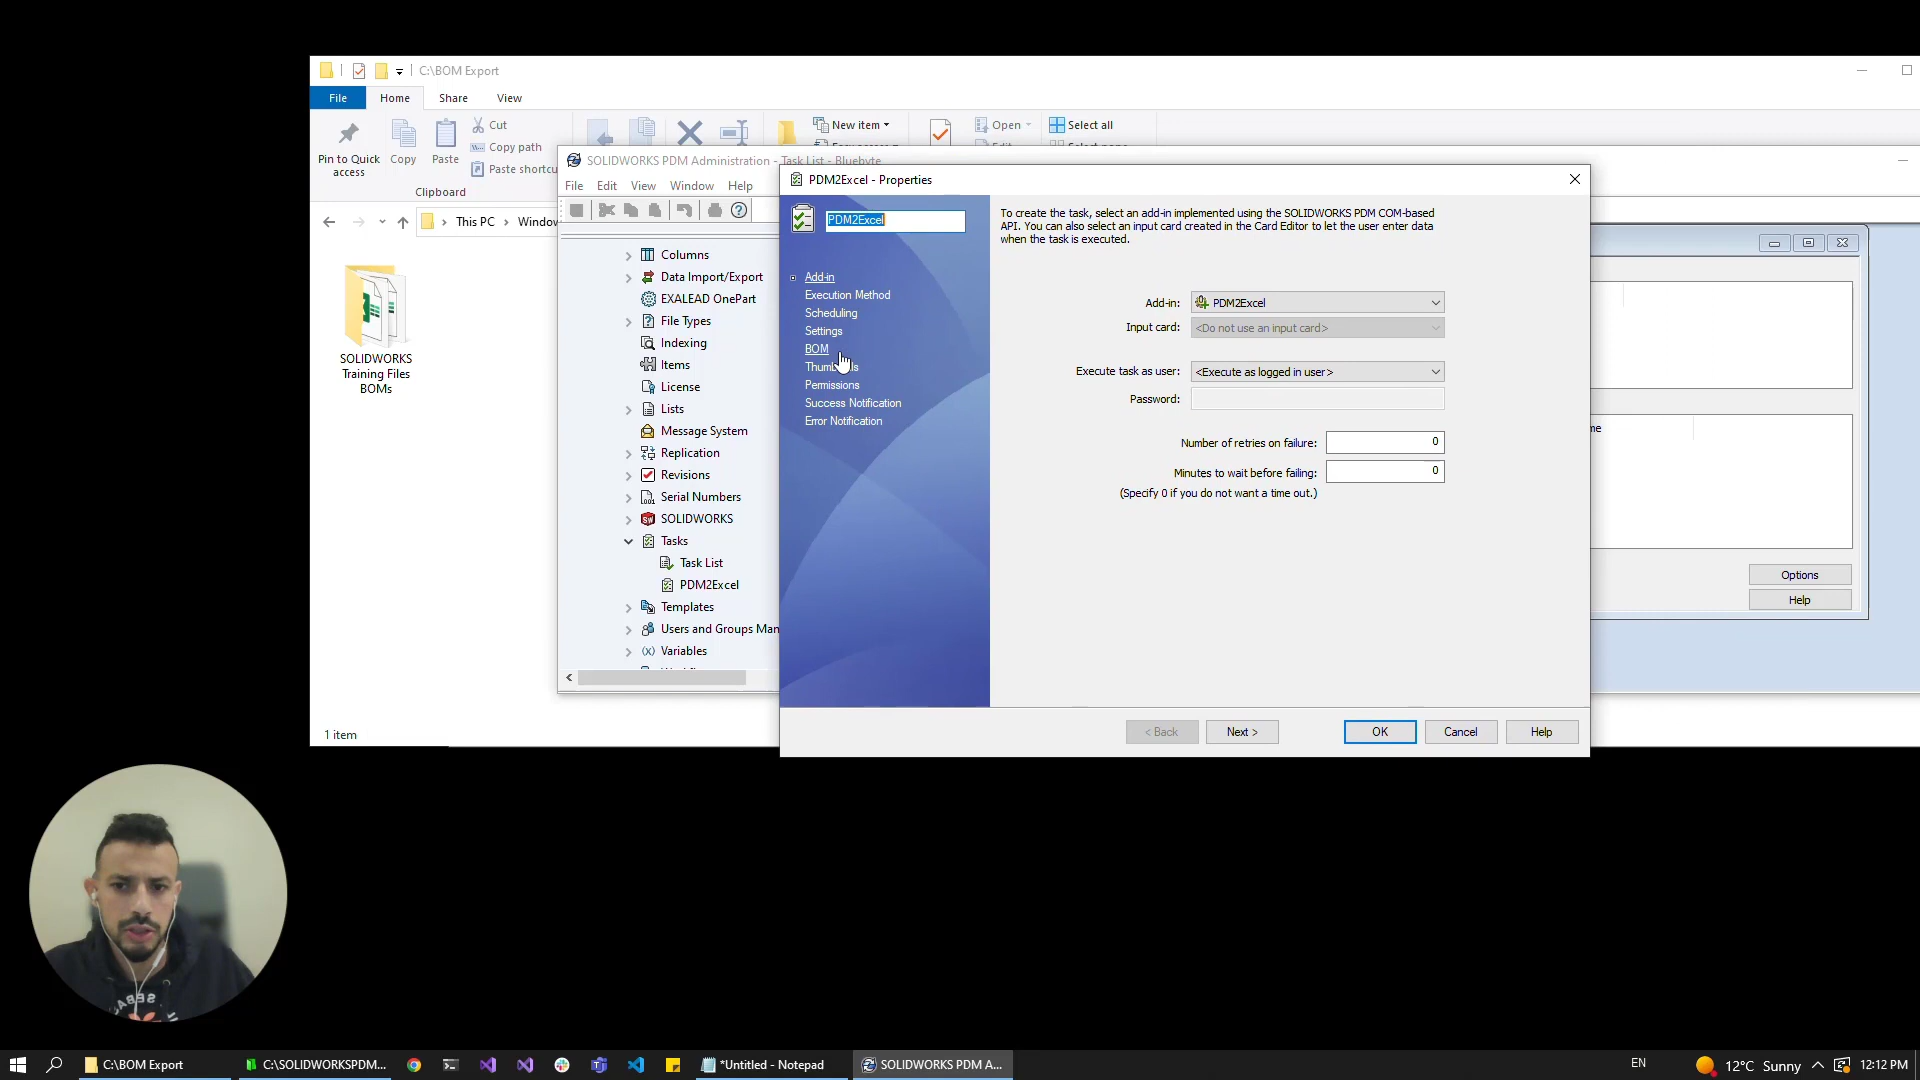 C:\BOM Export
File
Home
Share
View
Pin to Quick access
Copy
Paste
Cut
Copy path
Paste shortcu
Clipboard
New item
Open
Select all
This PC
Window
SOLIDWORKS Training Files BOMs
1 item
SOLIDWORKS PDM Administration - Task List - Bluebyte
File
Edit
View
Window
Help
Columns
Data Import/Export
EXALEAD OnePart
File Types
Indexing
Items
License
Lists
Message System
Replication
Revisions
Serial Numbers
SOLIDWORKS
Tasks
Task List
PDM2Excel
Templates
Users and Groups Man
Variables
me
Options
Help
PDM2Excel - Properties
PDM2Excel
Add-in
Execution Method
Scheduling
Settings
BOM
Permissions
Success Notification
Error Notification
To create the task, select an add-in implemented using the SOLIDWORKS PDM COM-based
API. You can also select an input card created in the Card Editor to let the user enter data
when the task is executed.
Add-in: PDM2Excel
Input card: <Do not use an input card>
Execute task as user: <Execute as logged in user>
Password:
Number of retries on failure: 0
Minutes to wait before failing: 0
(Specify 0 if you do not want a time out.)
< Back
Next >
OK
Cancel
Help
C:\BOM Export
C:\SOLIDWORKSPDM...
*Untitled - Notepad
SOLIDWORKS PDM A...
EN
12°C Sunny
12:12 PM